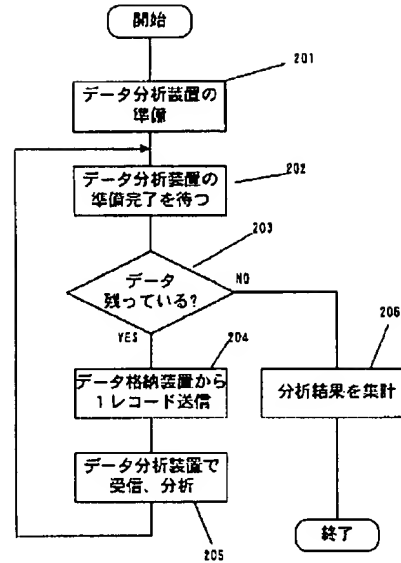 開始
201
データ分析装置の
準備
202
データ分析装置の
準備完了を待つ
203
データ
残っている?
NO
YES
204
206
データ格納装置から
1レコード送信
分析結果を集計
データ分析装置で
受信、分析
205
終了